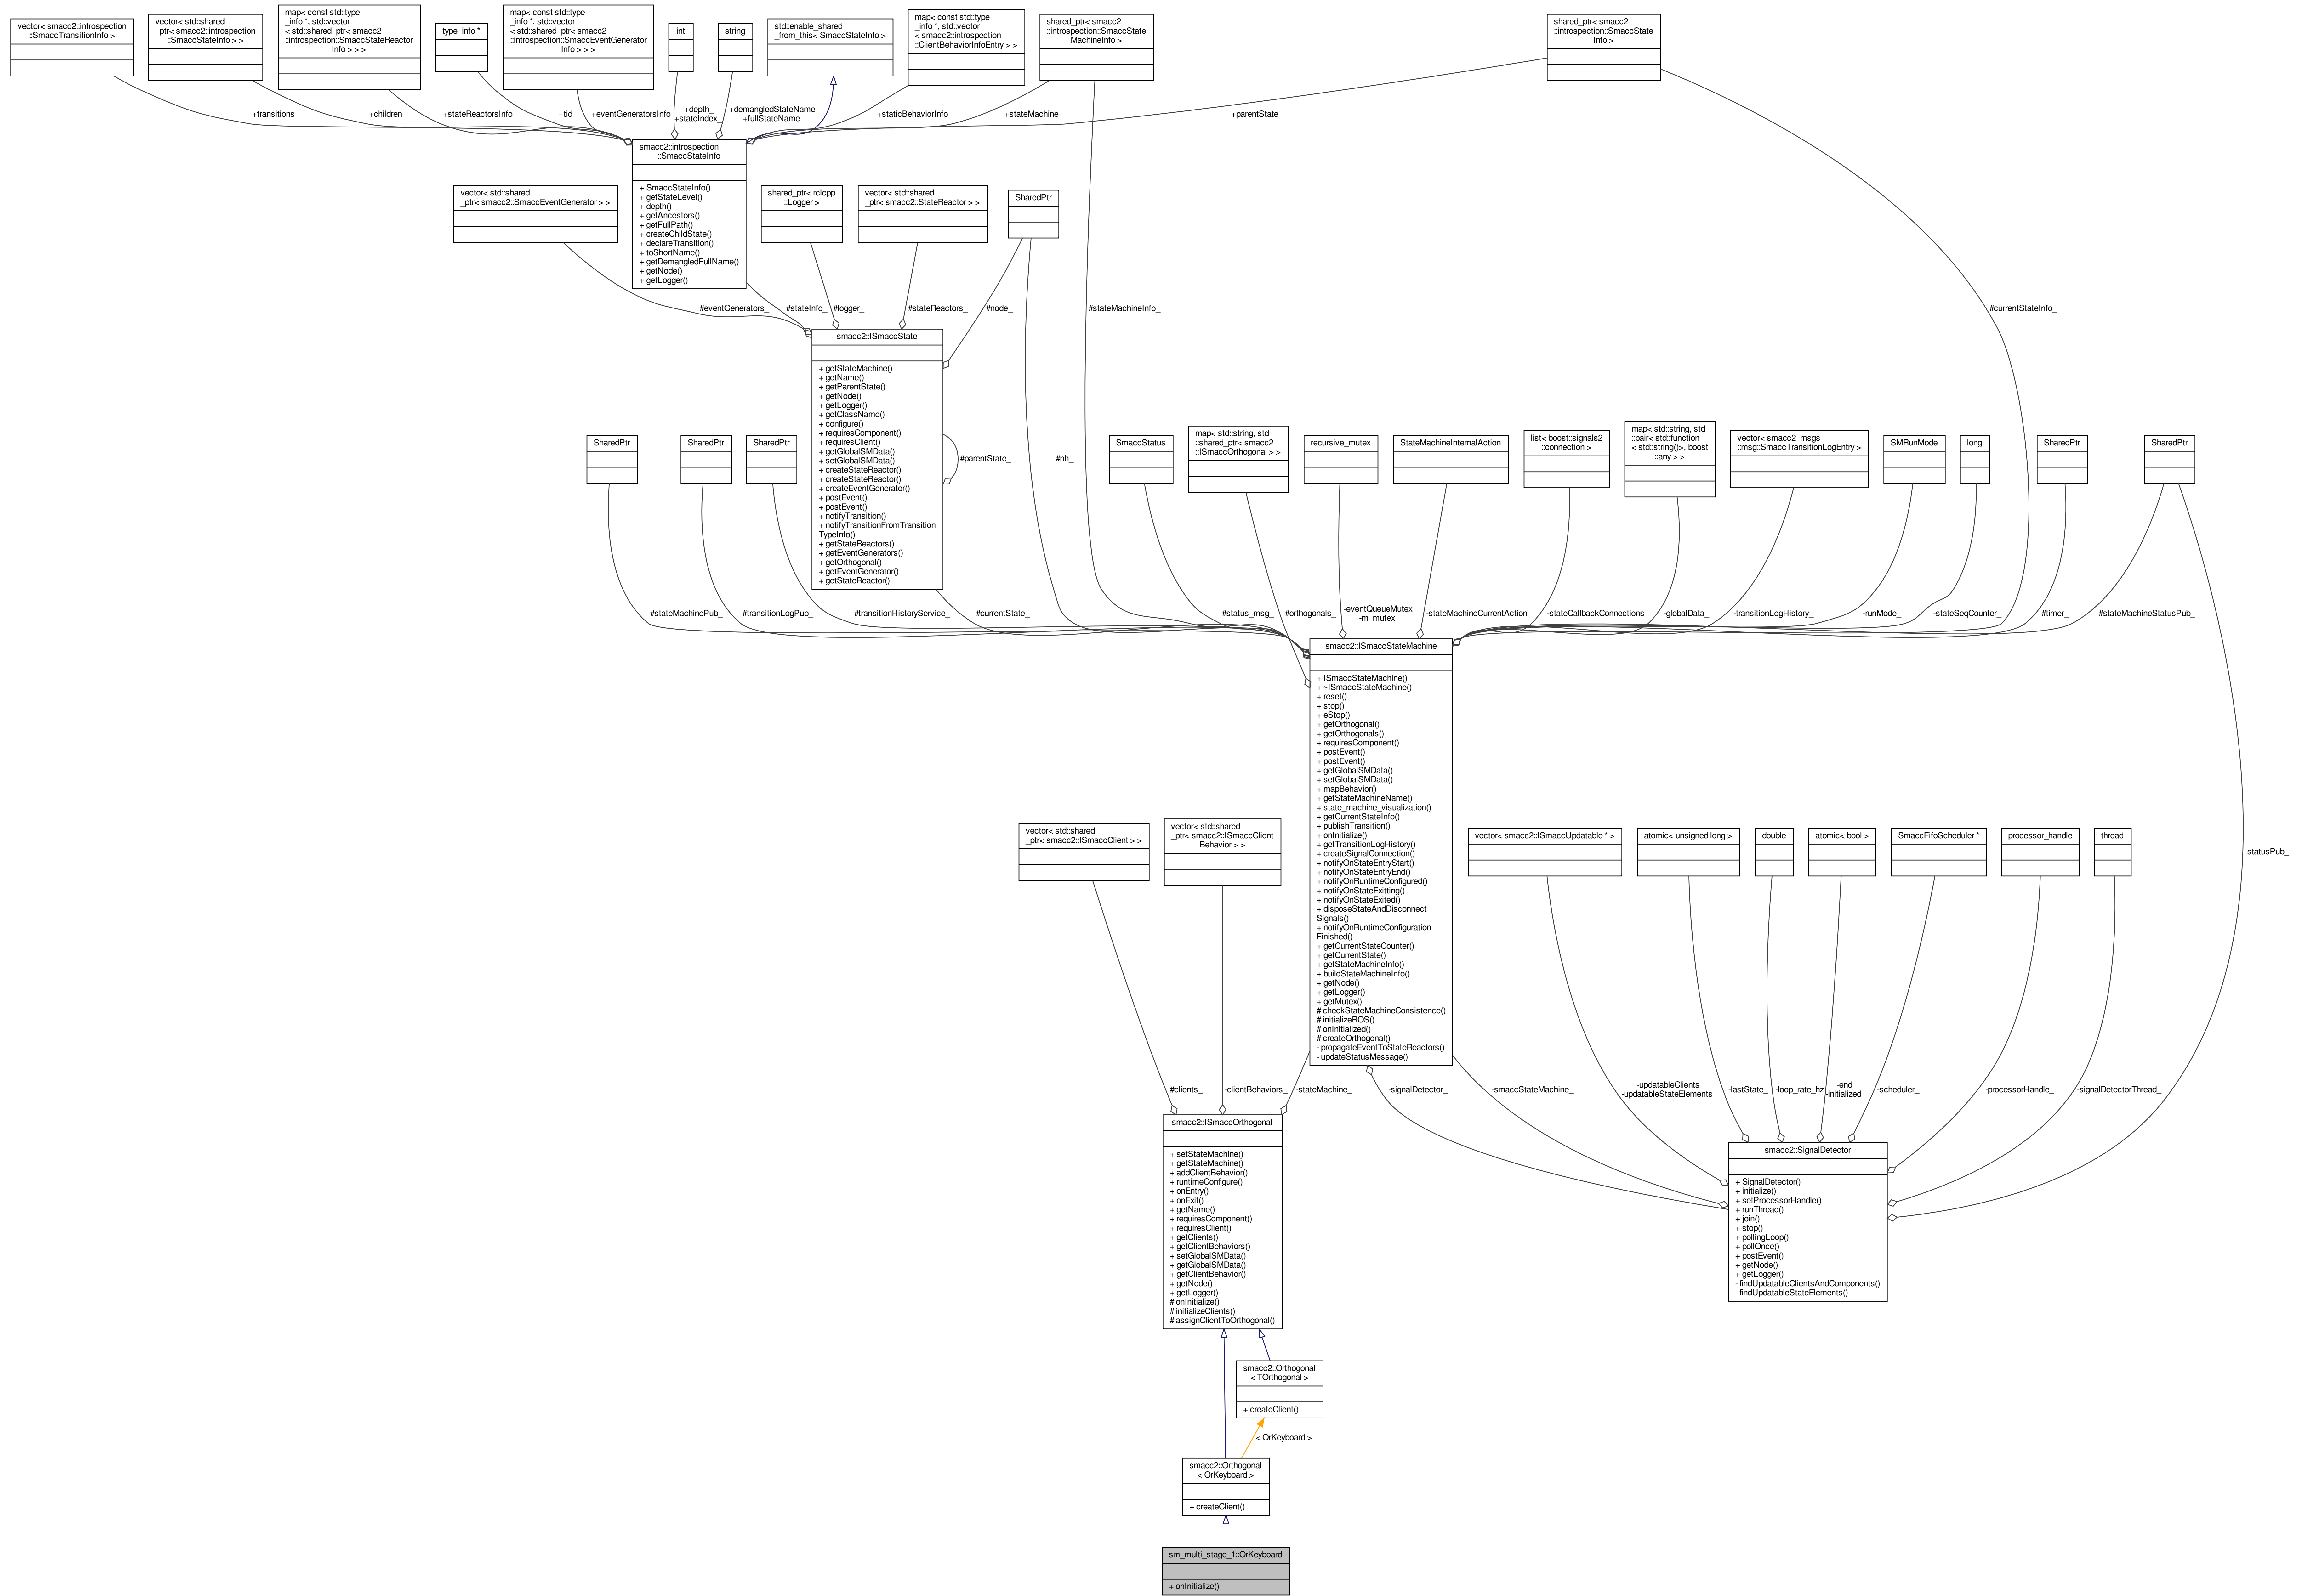 vector< smacc2::introspection
::SmaccTransitionInfo >
vector< std::shared
_ptr< smacc2::introspection
::SmaccStateInfo > >
map< const std::type
_info *, std::vector
< std::shared_ptr< smacc2
::introspection::SmaccStateReactor
Info > > >
type_info *
map< const std::type
_info *, std::vector
< std::shared_ptr< smacc2
::introspection::SmaccEventGenerator
Info > > >
int
string
std::enable_shared
_from_this< SmaccStateInfo >
map< const std::type
_info *, std::vector
< smacc2::introspection
::ClientBehaviorInfoEntry > >
shared_ptr< smacc2
::introspection::SmaccState
MachineInfo >
shared_ptr< smacc2
::introspection::SmaccState
Info >
+transitions_
+children_
+stateReactorsInfo
+tid_
+eventGeneratorsInfo
+depth_
+stateIndex_
+demangledStateName
+fullStateName
+staticBehaviorInfo
+stateMachine_
+parentState_
smacc2::introspection
::SmaccStateInfo
+ SmaccStateInfo()
+ getStateLevel()
+ depth()
+ getAncestors()
+ getFullPath()
+ createChildState()
+ declareTransition()
+ toShortName()
+ getDemangledFullName()
+ getNode()
+ getLogger()
vector< std::shared
_ptr< smacc2::SmaccEventGenerator > >
shared_ptr< rclcpp
::Logger >
vector< std::shared
_ptr< smacc2::StateReactor > >
SharedPtr
#eventGenerators_
#stateInfo_
#logger_
#stateReactors_
#node_
#stateMachineInfo_
#currentStateInfo_
smacc2::ISmaccState
+ getStateMachine()
+ getName()
+ getParentState()
+ getNode()
+ getLogger()
+ getClassName()
+ configure()
+ requiresComponent()
+ requiresClient()
+ getGlobalSMData()
+ setGlobalSMData()
+ createStateReactor()
+ createStateReactor()
+ createEventGenerator()
+ postEvent()
+ postEvent()
+ notifyTransition()
+ notifyTransitionFromTransition
TypeInfo()
+ getStateReactors()
+ getEventGenerators()
+ getOrthogonal()
+ getEventGenerator()
+ getStateReactor()
#parentState_
#nh_
SharedPtr
SharedPtr
SharedPtr
SmaccStatus
map< std::string, std
::shared_ptr< smacc2
::ISmaccOrthogonal > >
recursive_mutex
StateMachineInternalAction
list< boost::signals2
::connection >
map< std::string, std
::pair< std::function
< std::string()>, boost
::any > >
vector< smacc2_msgs
::msg::SmaccTransitionLogEntry >
SMRunMode
long
SharedPtr
SharedPtr
#stateMachinePub_
#transitionLogPub_
#transitionHistoryService_
#currentState_
#status_msg_
#orthogonals_
-eventQueueMutex_
-m_mutex_
-stateMachineCurrentAction
-stateCallbackConnections
-globalData_
-transitionLogHistory_
-runMode_
-stateSeqCounter_
#timer_
#stateMachineStatusPub_
smacc2::ISmaccStateMachine
+ ISmaccStateMachine()
+ ~ISmaccStateMachine()
+ reset()
+ stop()
+ eStop()
+ getOrthogonal()
+ getOrthogonals()
+ requiresComponent()
+ postEvent()
+ postEvent()
+ getGlobalSMData()
+ setGlobalSMData()
+ mapBehavior()
+ getStateMachineName()
+ state_machine_visualization()
+ getCurrentStateInfo()
+ publishTransition()
+ onInitialize()
+ getTransitionLogHistory()
+ createSignalConnection()
+ notifyOnStateEntryStart()
+ notifyOnStateEntryEnd()
+ notifyOnRuntimeConfigured()
+ notifyOnStateExitting()
+ notifyOnStateExited()
+ disposeStateAndDisconnect
Signals()
+ notifyOnRuntimeConfiguration
Finished()
+ getCurrentStateCounter()
+ getCurrentState()
+ getStateMachineInfo()
+ buildStateMachineInfo()
+ getNode()
+ getLogger()
+ getMutex()
# checkStateMachineConsistence()
# initializeROS()
# onInitialized()
# createOrthogonal()
- propagateEventToStateReactors()
- updateStatusMessage()
vector< std::shared
_ptr< smacc2::ISmaccClient > >
vector< std::shared
_ptr< smacc2::ISmaccClient
Behavior > >
vector< smacc2::ISmaccUpdatable * >
atomic< unsigned long >
double
atomic< bool >
SmaccFifoScheduler *
processor_handle
thread
-statusPub_
#clients_
-clientBehaviors_
-stateMachine_
-signalDetector_
-smaccStateMachine_
-updatableClients_
-updatableStateElements_
-lastState_
-loop_rate_hz
-end_
-initialized_
-scheduler_
-processorHandle_
-signalDetectorThread_
smacc2::ISmaccOrthogonal
+ setStateMachine()
+ getStateMachine()
+ addClientBehavior()
+ runtimeConfigure()
+ onEntry()
+ onExit()
+ getName()
+ requiresComponent()
+ requiresClient()
+ getClients()
+ getClientBehaviors()
+ setGlobalSMData()
+ getGlobalSMData()
+ getClientBehavior()
+ getNode()
+ getLogger()
# onInitialize()
# initializeClients()
# assignClientToOrthogonal()
smacc2::SignalDetector
+ SignalDetector()
+ initialize()
+ setProcessorHandle()
+ runThread()
+ join()
+ stop()
+ pollingLoop()
+ pollOnce()
+ postEvent()
+ getNode()
+ getLogger()
- findUpdatableClientsAndComponents()
- findUpdatableStateElements()
smacc2::Orthogonal
< TOrthogonal >
+ createClient()
< OrKeyboard >
smacc2::Orthogonal
< OrKeyboard >
+ createClient()
sm_multi_stage_1::OrKeyboard
+ onInitialize()